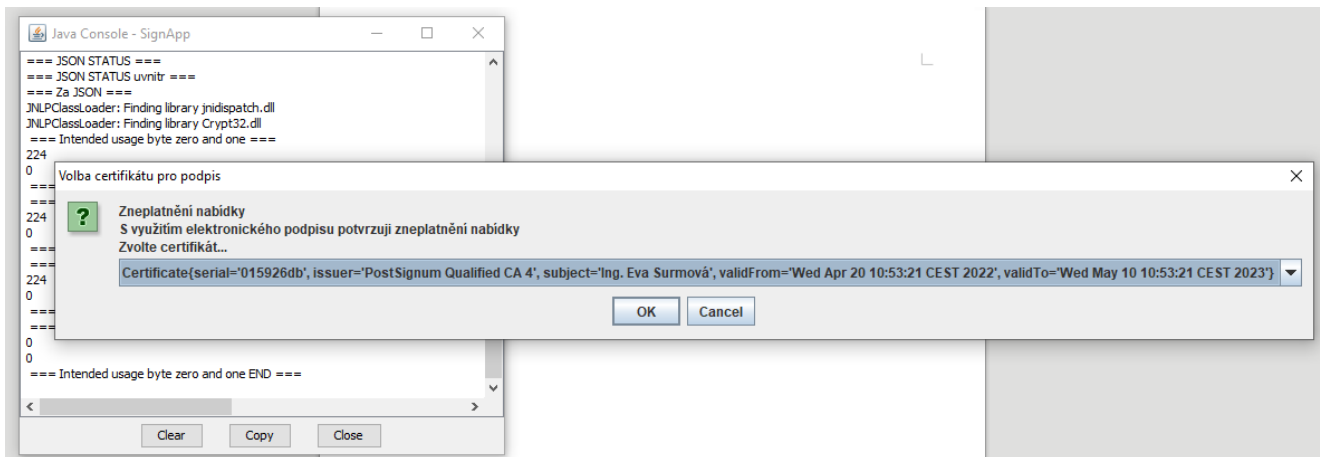 Java Console - SignApp
=== JSON STATUS ===
=== JSON STATUS uvnitr ===
=== Za JSON ===
JNLPClassLoader: Finding library jnidispatch.dll
JNLPClassLoader: Finding library Crypt32.dll
=== Intended usage byte zero and one ===
224
0
===
===
224
0
===
===
224
0
===
===
0
0
=== Intended usage byte zero and one END ===
Clear Copy Close
Volba certifikátu pro podpis
Zneplatnění nabídky
S využitím elektronického podpisu potvrzuji zneplatnění nabídky
Zvolte certifikát...
Certificate{serial='015926db', issuer='PostSignum Qualified CA 4', subject='Ing. Eva Surmová', validFrom='Wed Apr 20 10:53:21 CEST 2022', validTo='Wed May 10 10:53:21 CEST 2023'}
OK Cancel